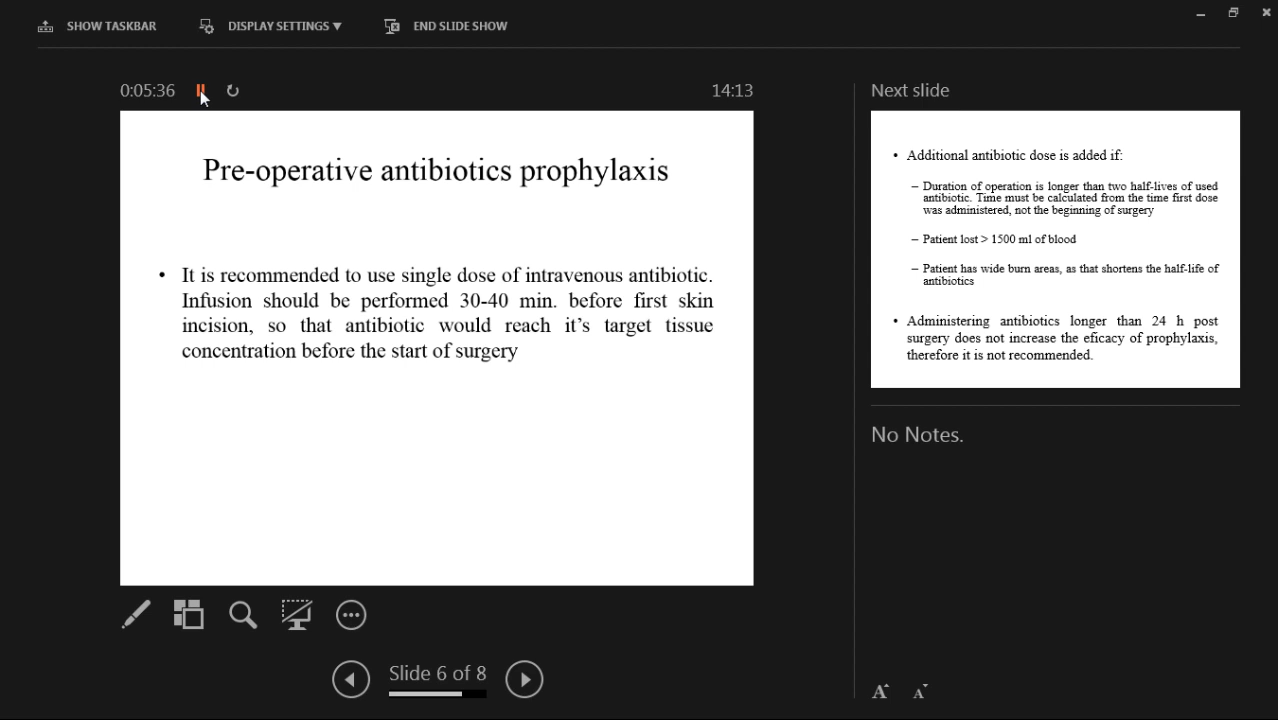 SHOW TASKBAR
DISPLAY SETTINGS ▼
END SLIDE SHOW
0:05:36
14:13
Pre-operative antibiotics prophylaxis
• It is recommended to use single dose of intravenous antibiotic.
Infusion should be performed 30-40 min. before first skin
incision, so that antibiotic would reach it’s target tissue
concentration before the start of surgery
Slide 6 of 8
Next slide
• Additional antibiotic dose is added if:
– Duration of operation is longer than two half-lives of used
antibiotic. Time must be calculated from the time first dose
was administered, not the beginning of surgery
– Patient lost > 1500 ml of blood
– Patient has wide burn areas, as that shortens the half-life of
antibiotics
• Administering antibiotics longer than 24 h post
surgery does not increase the eficacy of prophylaxis,
therefore it is not recommended.
No Notes.
A A